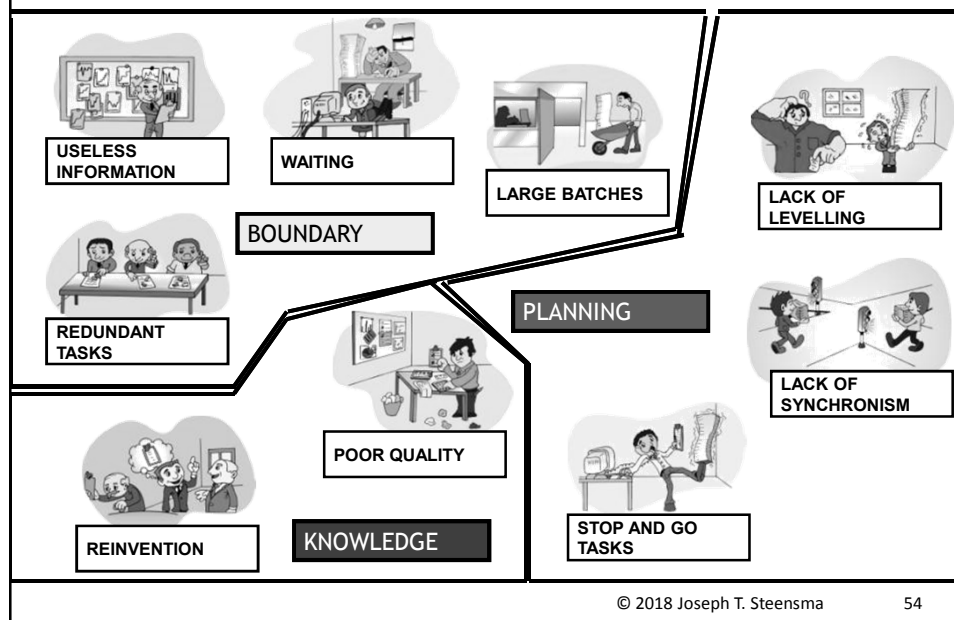 USELESS
INFORMATION
WAITING
LARGE BATCHES
LACK OF
LEVELLING
BOUNDARY
REDUNDANT
TASKS
PLANNING
LACK OF
SYNCHRONISM
POOR QUALITY
REINVENTION
KNOWLEDGE
STOP AND GO
TASKS
© 2018 Joseph T. Steensma
54